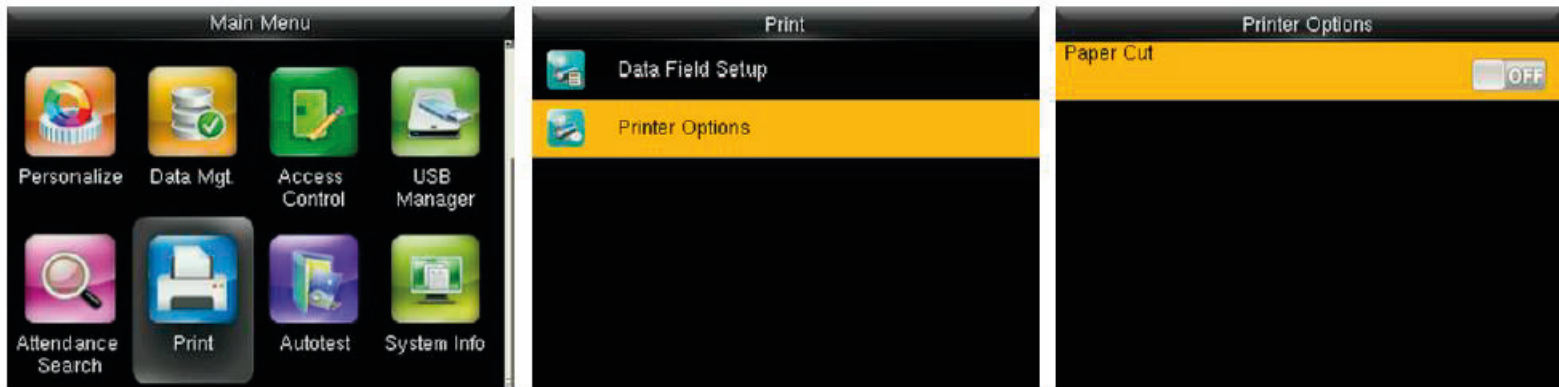 Main Menu
Personalize
Data Mgt.
Access
Control
USB
Manager
Attendance
Search
Print
Autotest
System Info
Print
Data Field Setup
Printer Options
Printer Options
Paper Cut
OFF